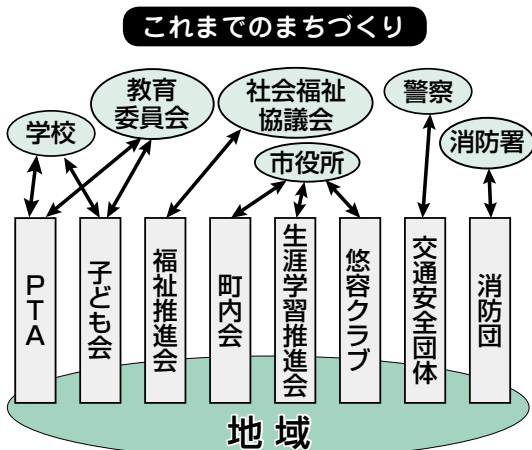 これまでのまちづくり
学校
教育
委員会
社会福祉
協議会
市役所
警察
消防署
PTA
子ども会
福祉推進会
町内会
生涯学習推進会
悠容クラブ
交通安全団体
消防団
地域